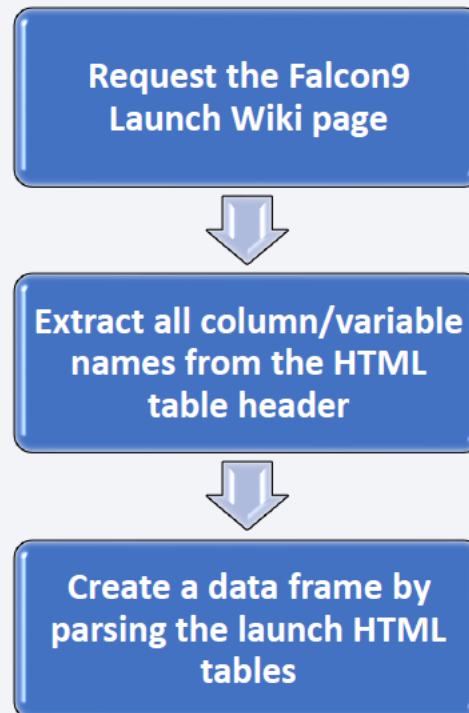 Request the Falcon9
Launch Wiki page
Extract all column/variable
names from the HTML
table header
Create a data frame by
parsing the launch HTML
tables